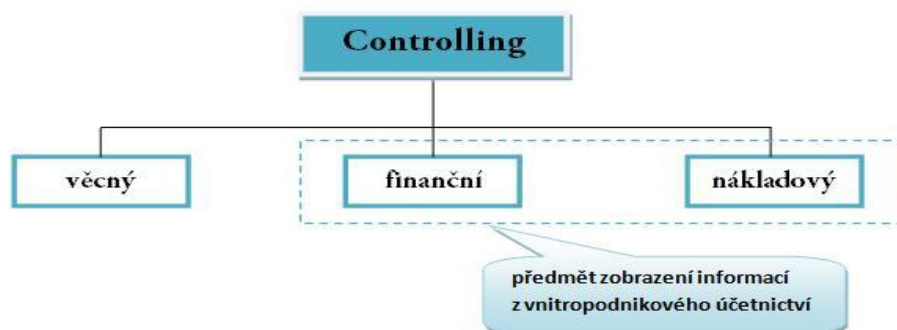 Controlling
věcný
finanční
nákladový
předmět zobrazení informací
z vnitropodnikového účetnictví